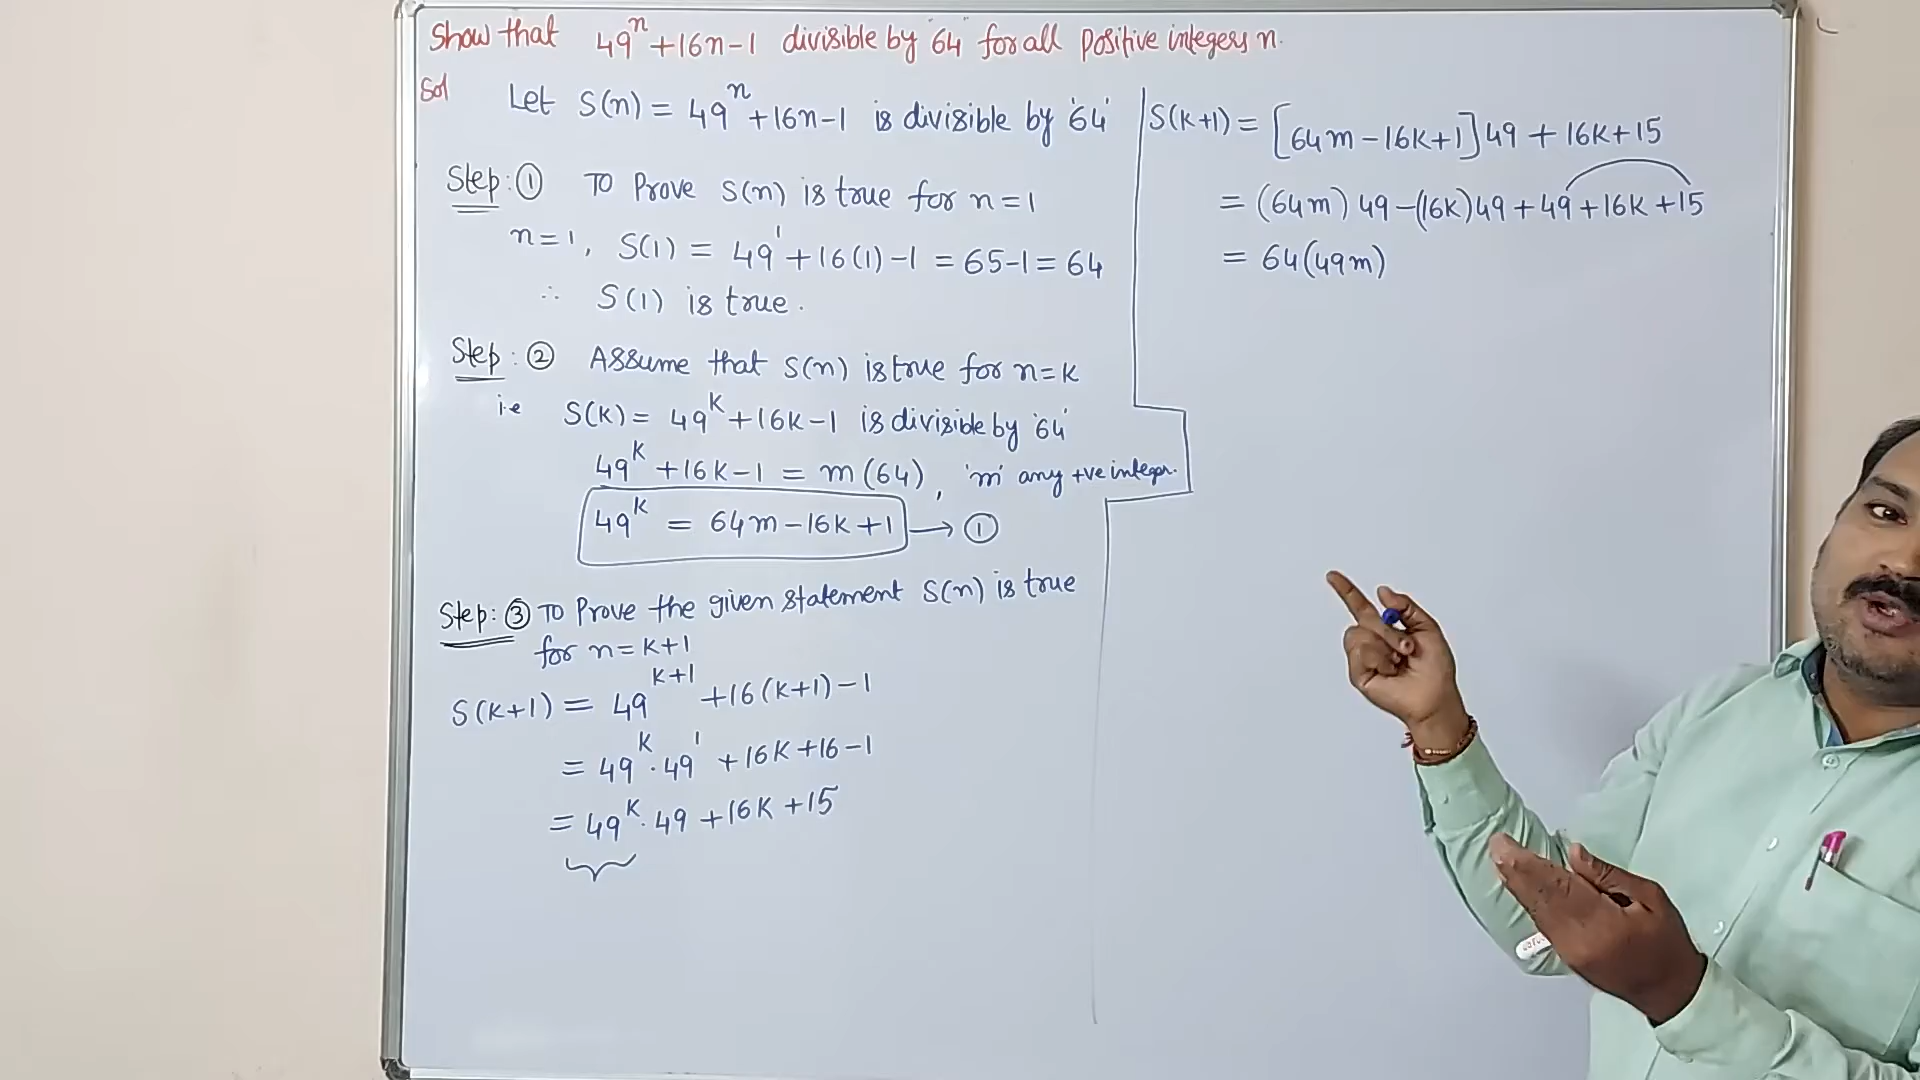 Show that 49^n + 16n - 1 divisible by '64' for all positive integers n.
Sol
Let S(n) = 49^n + 16n - 1 is divisible by '64'
Step: ① To Prove S(n) is true for n = 1
n = 1, S(1) = 49^1 + 16(1) - 1 = 65 - 1 = 64
∴ S(1) is true.
Step: ② Assume that S(n) is true for n = k
i.e S(k) = 49^k + 16k - 1 is divisible by '64'
49^k + 16k - 1 = m(64), 'm' any +ve integer.
49^k = 64m - 16k + 1 → ①
Step: ③ To Prove the given statement S(n) is true
for n = k+1
S(k+1) = 49^{k+1} + 16(k+1) - 1
= 49^k . 49^1 + 16k + 16 - 1
= 49^k . 49 + 16k + 15
S(k+1) = [64m - 16k + 1] 49 + 16k + 15
= (64m) 49 - (16k) 49 + 49 + 16k + 15
= 64(49m)